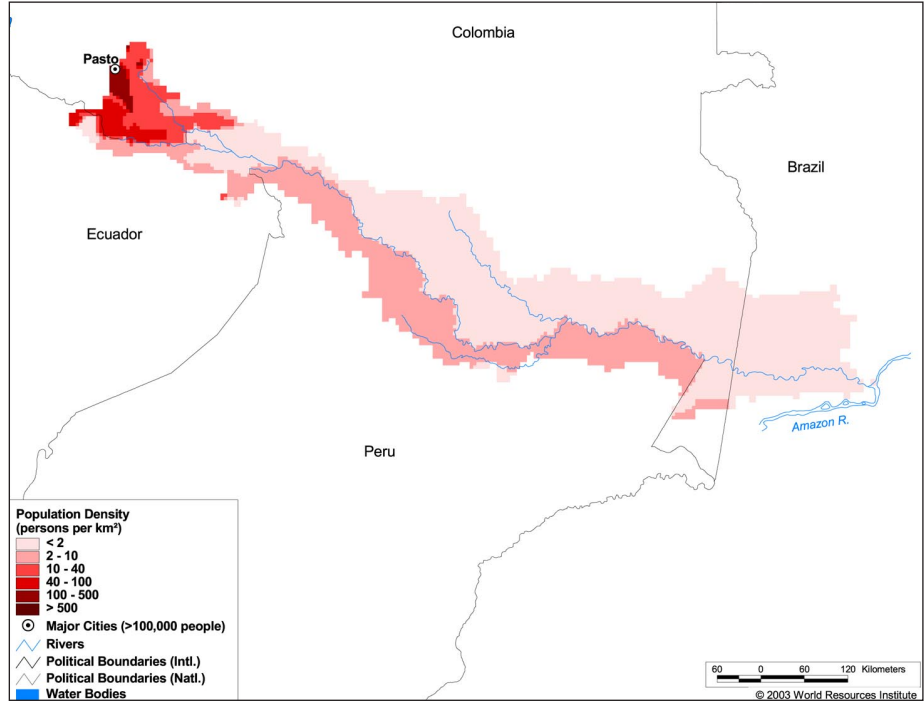 Colombia
Pasto
Brazil
Ecuador
Peru
Amazon R.
Population Density
(persons per km²)
< 2
2 - 10
10 - 40
40 - 100
100 - 500
> 500
Major Cities (>100,000 people)
Rivers
Political Boundaries (Intl.)
Political Boundaries (Natl.)
Water Bodies
60 0 60 120 Kilometers
© 2003 World Resources Institute